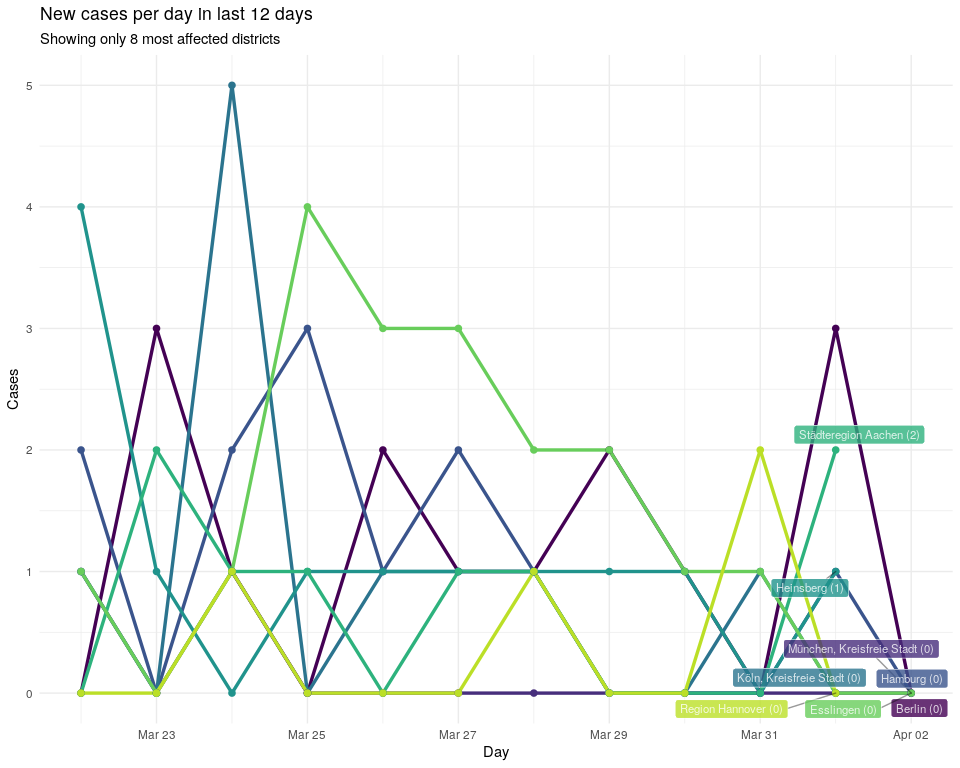 New cases per day in last 12 days
Showing only 8 most affected districts
5
4
3
2
1
0
Cases
Städteregion Aachen (2)
Heinsberg (1)
München, Kreisfreie Stadt (0)
Köln, Kreisfreie Stadt (0)
Hamburg (0)
Region Hannover (0)
Esslingen (0)
Berlin (0)
Mar 23
Mar 25
Mar 27
Mar 29
Mar 31
Apr 02
Day